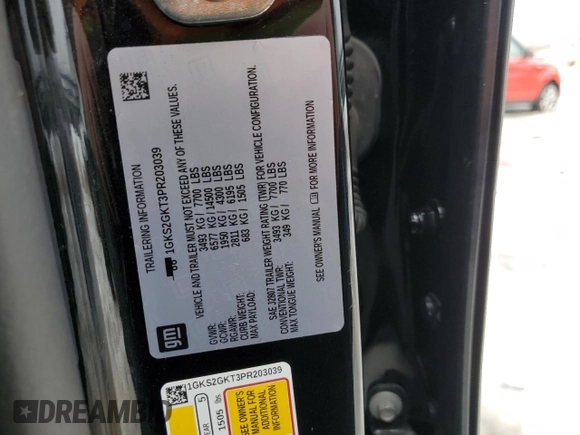 TRAILERING INFORMATION
1GKS2GKT3PR203039
VEHICLE AND TRAILER MUST NOT EXCEED ANY OF THESE VALUES.
GVWR: 3493 KG / 7700 LBS
GCWR: 6577 KG / 14500 LBS
RGAWR: 1950 KG / 4300 LBS
CURB WEIGHT: 2810 KG / 6195 LBS
MAX PAYLOAD: 683 KG / 1505 LBS
SAE J2807 TRAILER WEIGHT RATING (TWR) FOR VEHICLE CONFIGURATION.
CONVENTIONAL TWR: 3493 KG / 7700 LBS
MAX TONGUE WEIGHT: 349 KG / 770 LBS
SEE OWNER'S MANUAL FOR MORE INFORMATION
gm
1GKS2GKT3PR203039
5
1505 lbs.
SEE OWNER'S
MANUAL FOR
ADDITIONAL
INFORMATION
DREAMBID